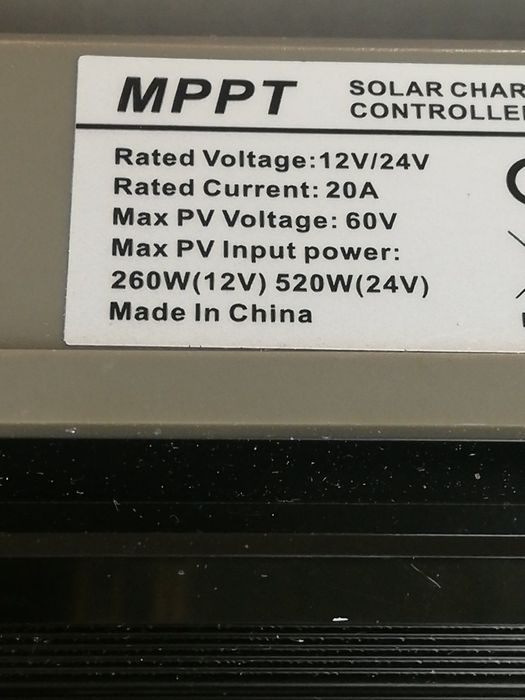 MPPT
SOLAR CHAR
CONTROLLE
Rated Voltage:12V/24V
Rated Current: 20A
Max PV Voltage: 60V
Max PV Input power:
260W(12V) 520W(24V)
Made In China